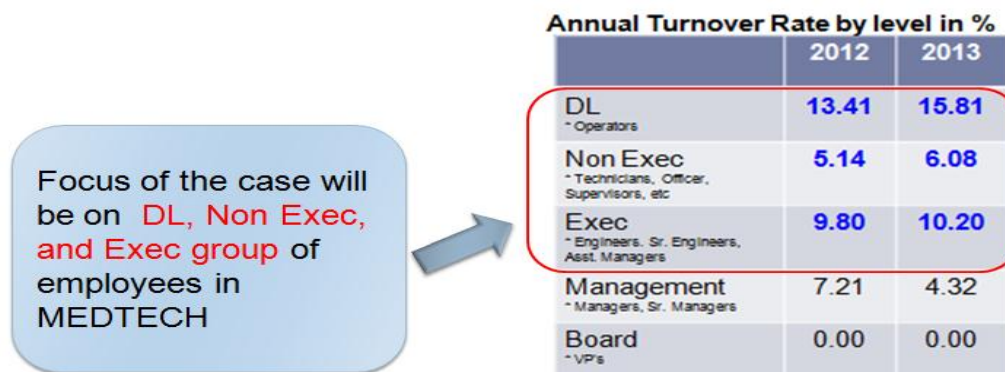 Annual Turnover Rate by level in %
2012 2013
DL 13.41 15.81
* Operators
Non Exec 5.14 6.08
* Technicians, Officer,
Supervisors, etc
Exec 9.80 10.20
* Engineers. Sr. Engineers,
Asst. Managers
Management 7.21 4.32
* Managers, Sr. Managers
Board 0.00 0.00
* VP's
Focus of the case will
be on DL, Non Exec,
and Exec group of
employees in
MEDTECH